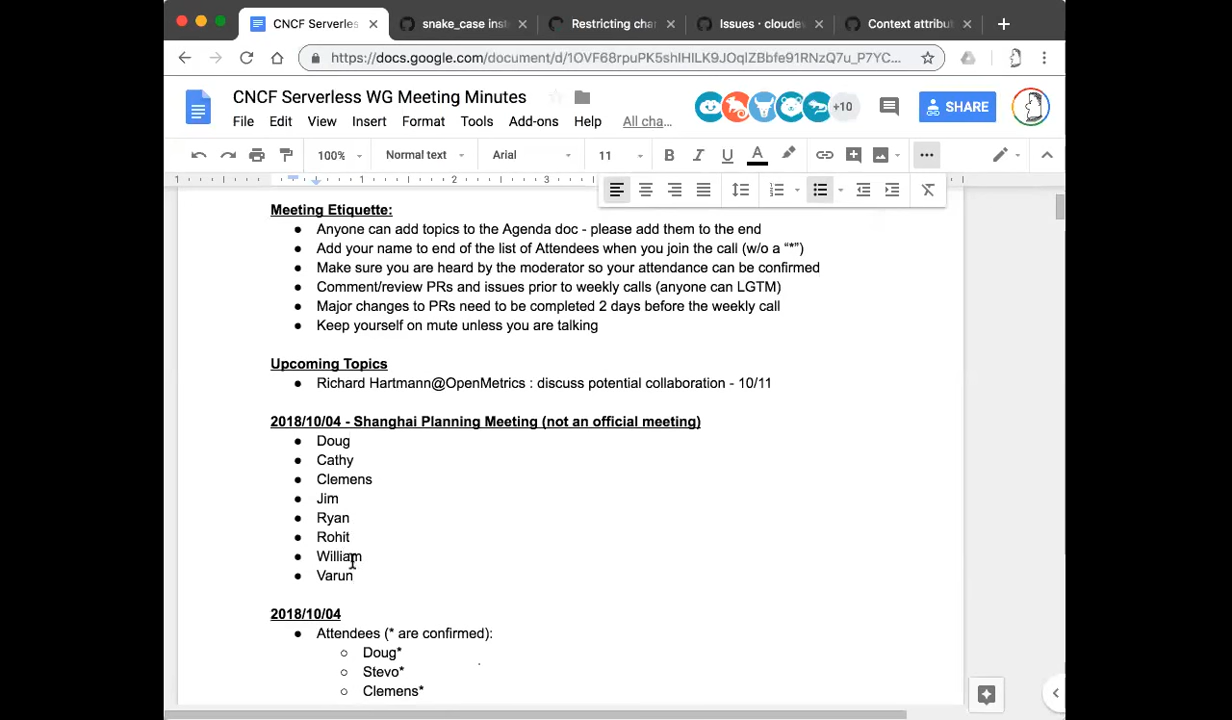 CNCF Serverless
snake_case inst
Restricting cha
Issues · cloude
Context attribut
https://docs.google.com/document/d/1OVF68rpuPK5shIHILK9JOqlZBbfe91RNzQ7u_P7YC...
CNCF Serverless WG Meeting Minutes
+10
SHARE
File Edit View Insert Format Tools Add-ons Help All cha...
100% Normal text Arial 11 B I U A
1 1 2 3
Meeting Etiquette:
● Anyone can add topics to the Agenda doc - please add them to the end
● Add your name to end of the list of Attendees when you join the call (w/o a “*”)
● Make sure you are heard by the moderator so your attendance can be confirmed
● Comment/review PRs and issues prior to weekly calls (anyone can LGTM)
● Major changes to PRs need to be completed 2 days before the weekly call
● Keep yourself on mute unless you are talking
Upcoming Topics
● Richard Hartmann@OpenMetrics : discuss potential collaboration - 10/11
2018/10/04 - Shanghai Planning Meeting (not an official meeting)
● Doug
● Cathy
● Clemens
● Jim
● Ryan
● Rohit
● William
● Varun
2018/10/04
● Attendees (* are confirmed):
○ Doug*
○ Stevo*
○ Clemens*